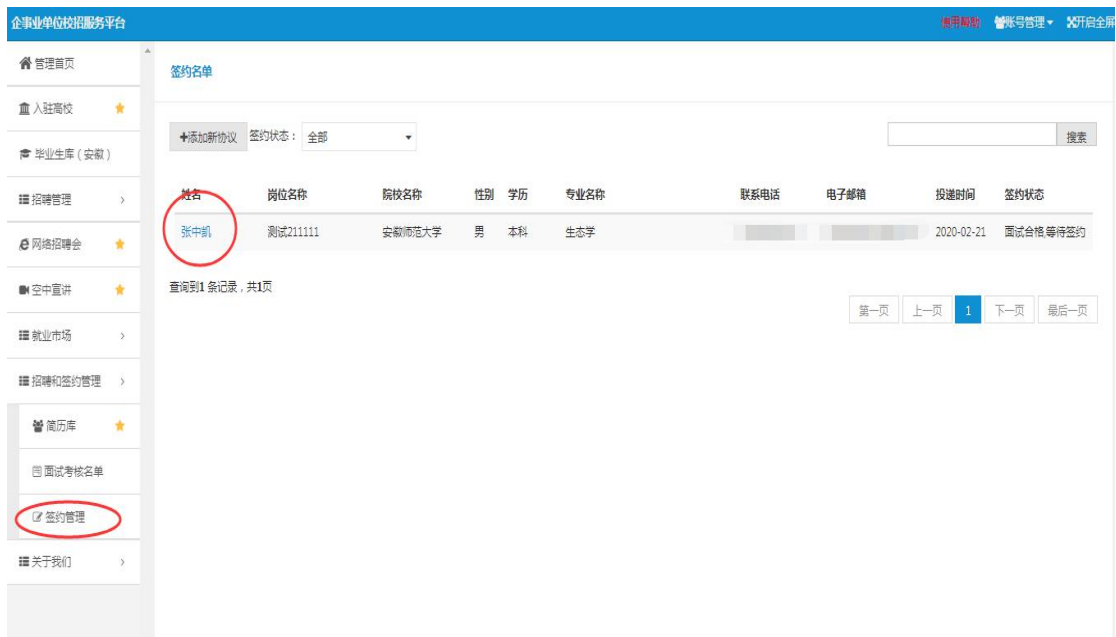 企事业单位校招服务平台 使用帮助 账号管理 开启全屏
管理首页
入驻高校
毕业生库(安徽)
招聘管理
网络招聘会
空中宣讲
就业市场
招聘和签约管理
简历库
面试考核名单
签约管理
关于我们
签约名单
添加新协议 签约状态: 全部 搜索
姓名 岗位名称 院校名称 性别 学历 专业名称 联系电话 电子邮箱 投递时间 签约状态
张中凯 测试211111 安徽师范大学 男 本科 生态学 2020-02-21 面试合格,等待签约
查询到1 条记录,共1页
第一页 上一页 1 下一页 最后一页